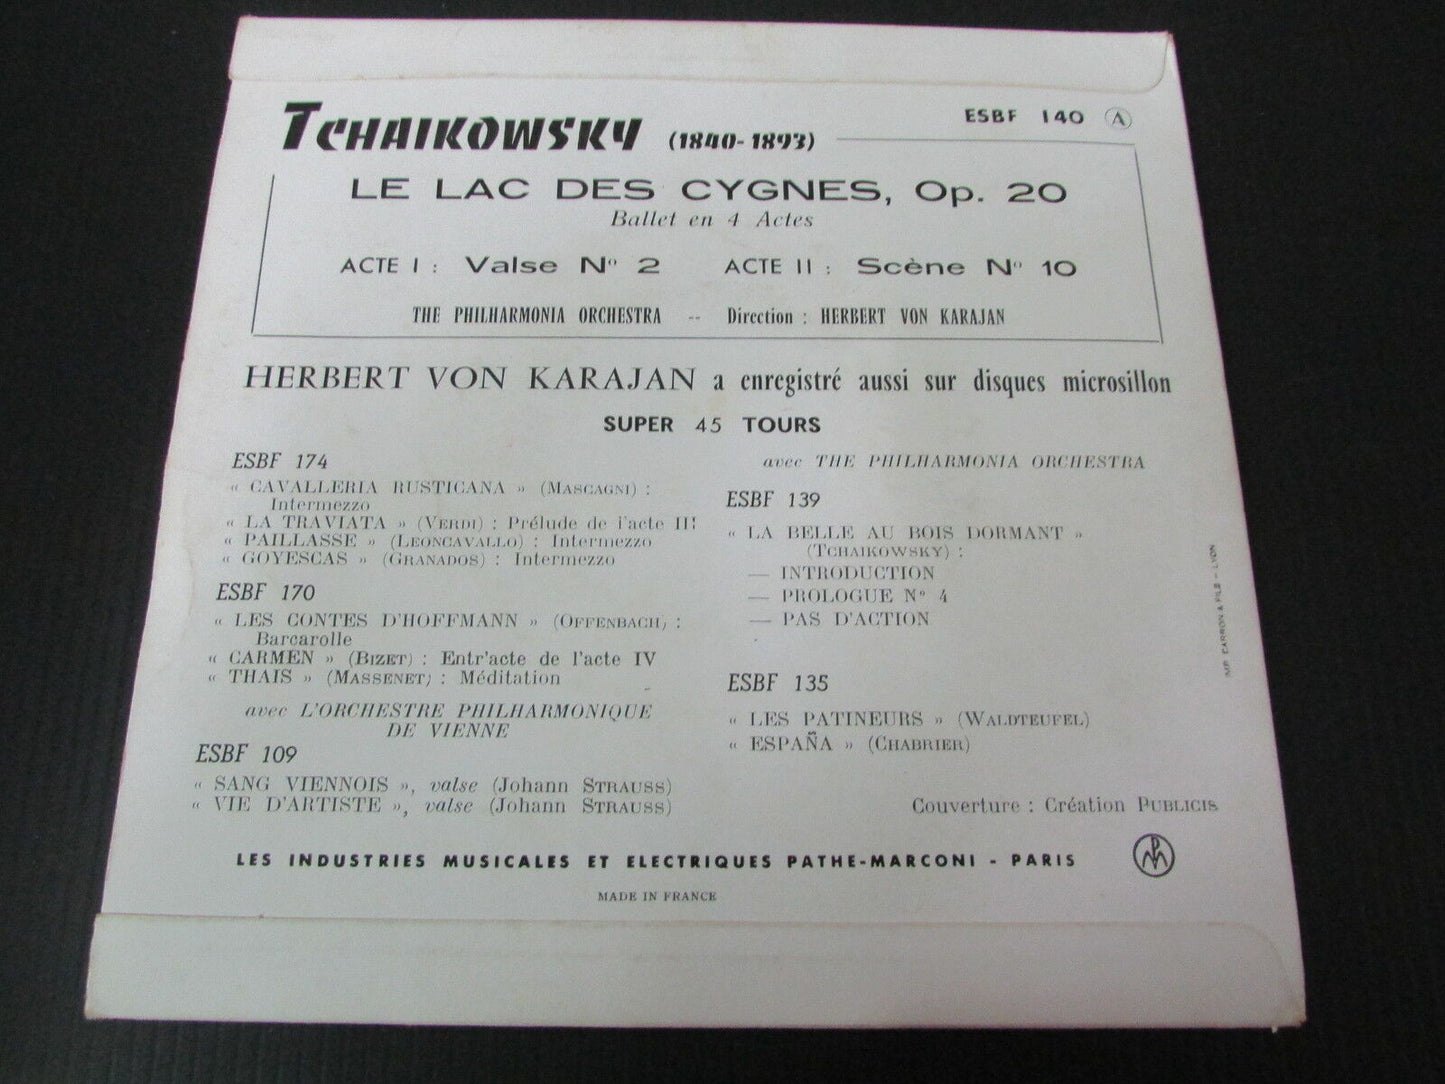 TCHAIKOWSKY (1840-1893)
ESBF 140 A
LE LAC DES CYGNES, Op. 20
Ballet en 4 Actes
ACTE I : Valse N° 2 ACTE II : Scène N° 10
THE PHILHARMONIA ORCHESTRA -- Direction : HERBERT VON KARAJAN
HERBERT VON KARAJAN a enregistré aussi sur disques microsillon
SUPER 45 TOURS
ESBF 174
« CAVALLERIA RUSTICANA » (MASCAGNI) :
Intermezzo
« LA TRAVIATA » (VERDI) : Prélude de l'acte III
« PAILLASSE » (LEONCAVALLO) : Intermezzo
« GOYESCAS » (GRANADOS) : Intermezzo
ESBF 170
« LES CONTES D'HOFFMANN » (OFFENBACH) :
Barcarolle
« CARMEN » (BIZET) : Entr'acte de l'acte IV
« THAIS » (MASSENET) : Méditation
avec L'ORCHESTRE PHILHARMONIQUE
DE VIENNE
ESBF 109
« SANG VIENNOIS », valse (Johann STRAUSS)
« VIE D'ARTISTE », valse (Johann STRAUSS)
avec THE PHILHARMONIA ORCHESTRA
ESBF 139
« LA BELLE AU BOIS DORMANT »
(TCHAIKOWSKY) :
— INTRODUCTION
— PROLOGUE N° 4
— PAS D'ACTION
ESBF 135
« LES PATINEURS » (WALDTEUFEL)
« ESPAÑA » (CHABRIER)
Couverture : Création PUBLICIS
LES INDUSTRIES MUSICALES ET ELECTRIQUES PATHE-MARCONI - PARIS
MADE IN FRANCE
CARRON & FILS - LYON